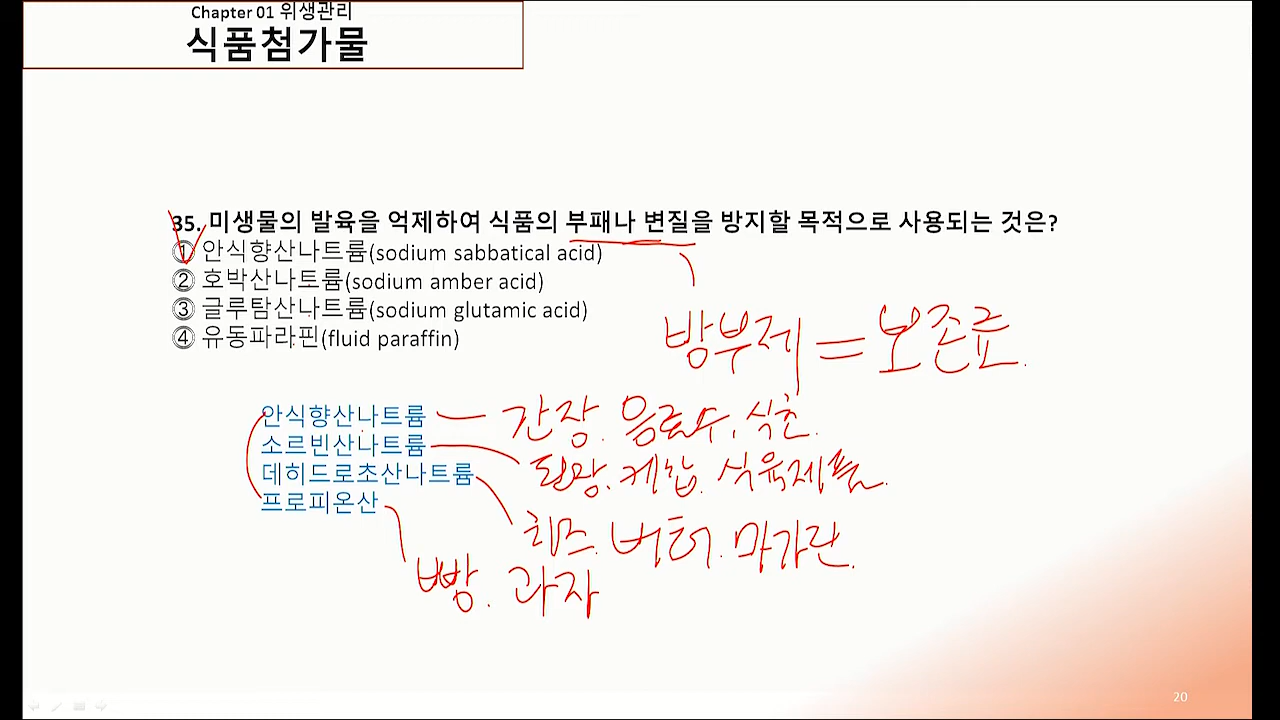 Chapter 01 위생관리
식품첨가물
35. 미생물의 발육을 억제하여 식품의 부패나 변질을 방지할 목적으로 사용되는 것은?
① 안식향산나트륨(sodium sabbatical acid)
② 호박산나트륨(sodium amber acid)
③ 글루탐산나트륨(sodium glutamic acid)
④ 유동파라핀(fluid paraffin)
방부제 = 보존료.
안식향산나트륨 간장. 음료수. 식초.
소르빈산나트륨 된장. 케찹. 식육제품.
데히드로초산나트륨
치즈. 버터. 마가린.
프로피온산
빵. 과자
20